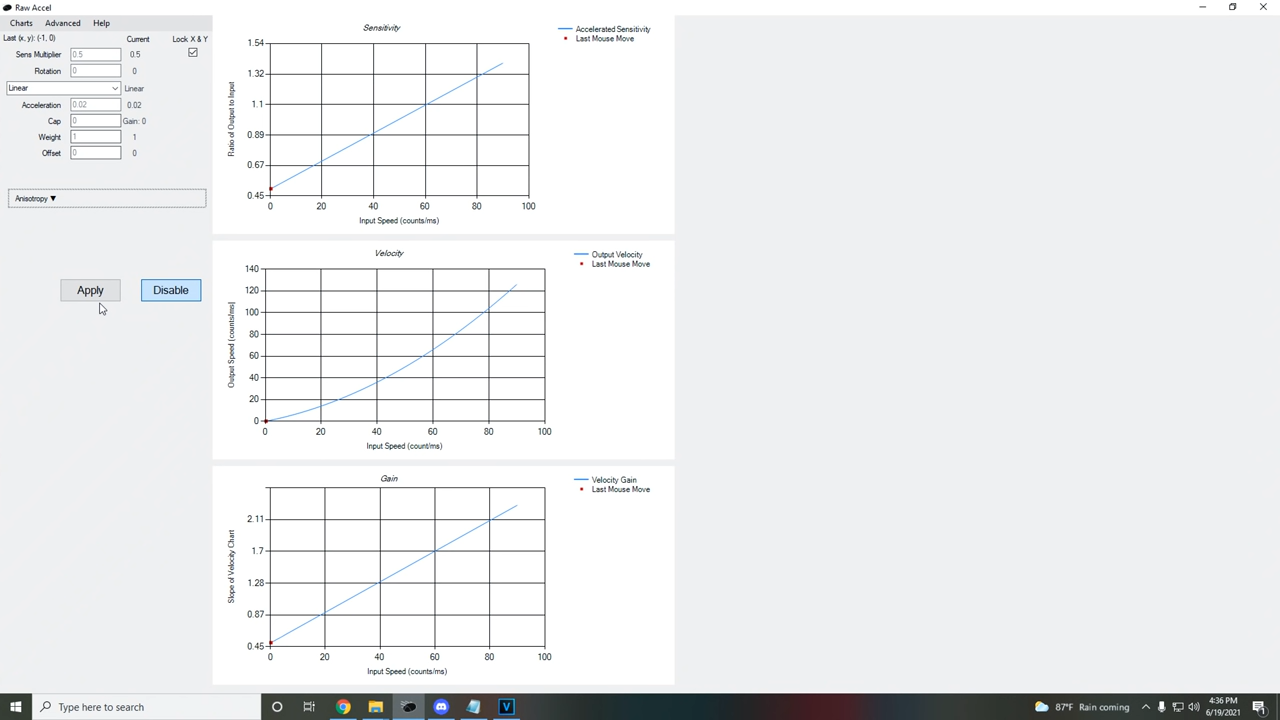 Raw Accel
Charts Advanced Help
Last (x, y): (-1, 0) Current Lock X & Y
Sens Multiplier 0.5 0.5
Rotation 0 0
Linear Linear
Acceleration 0.02 0.02
Cap 0 Gain: 0
Weight 1 1
Offset 0 0
Anisotropy ▼
Apply Disable
Sensitivity
Accelerated Sensitivity
Last Mouse Move
Ratio of Output to Input
1.54
1.32
1.1
0.89
0.67
0.45
0 20 40 60 80 100
Input Speed (counts/ms)
Velocity
Output Velocity
Last Mouse Move
Output Speed (counts/ms)
140
120
100
80
60
40
20
0
0 20 40 60 80 100
Input Speed (count/ms)
Gain
Velocity Gain
Last Mouse Move
Slope of Velocity Chart
2.11
1.7
1.28
0.87
0.45
0 20 40 60 80 100
Input Speed (counts/ms)
Type here to search
V
87°F Rain coming
4:36 PM
6/19/2021
1